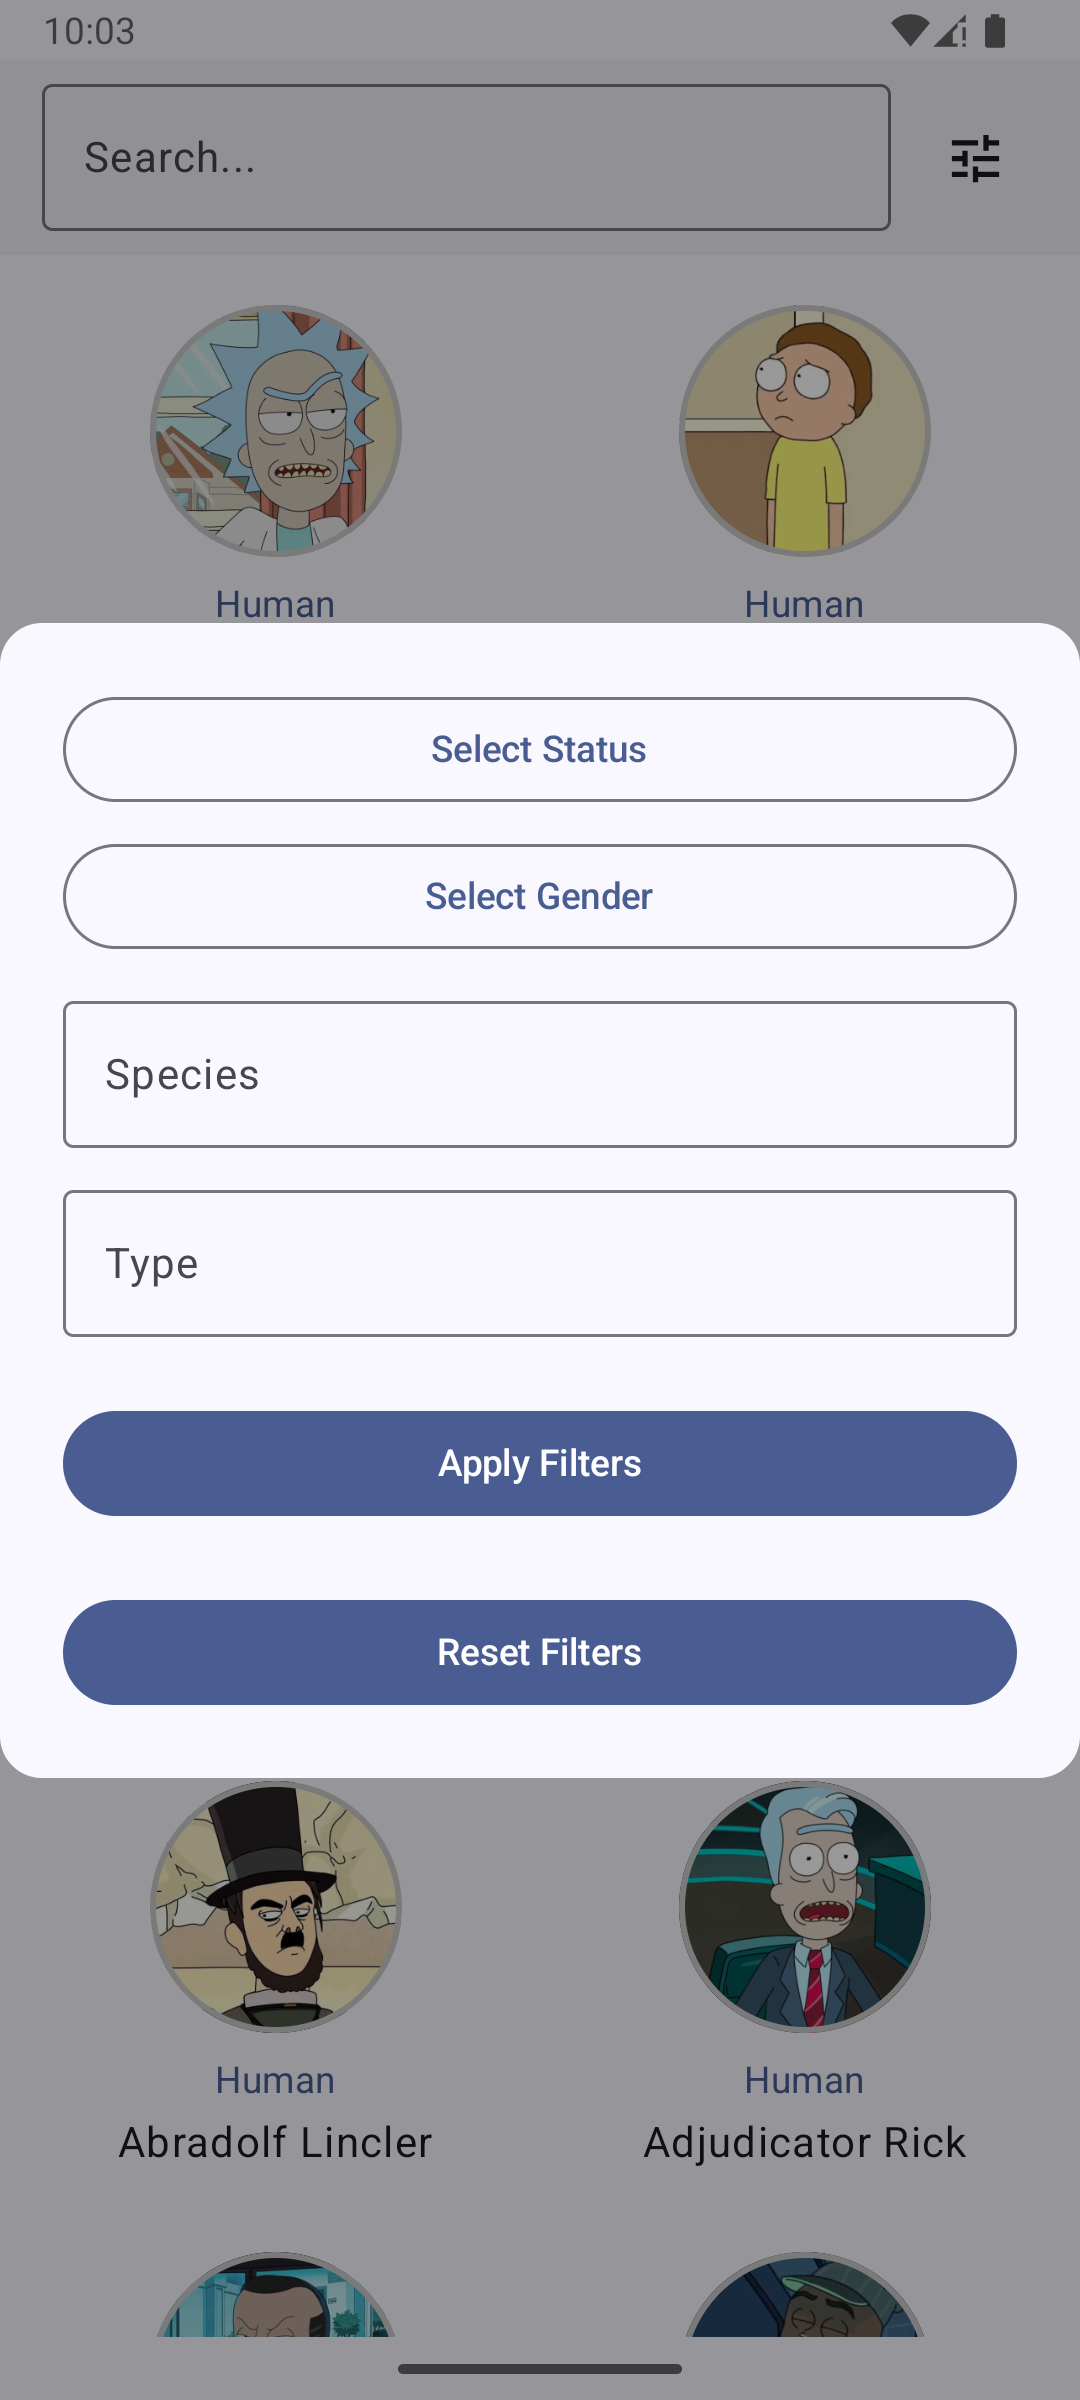 10:03
Search...
Human
Human
Select Status
Select Gender
Species
Type
Apply Filters
Reset Filters
Human
Human
Abradolf Lincler
Adjudicator Rick